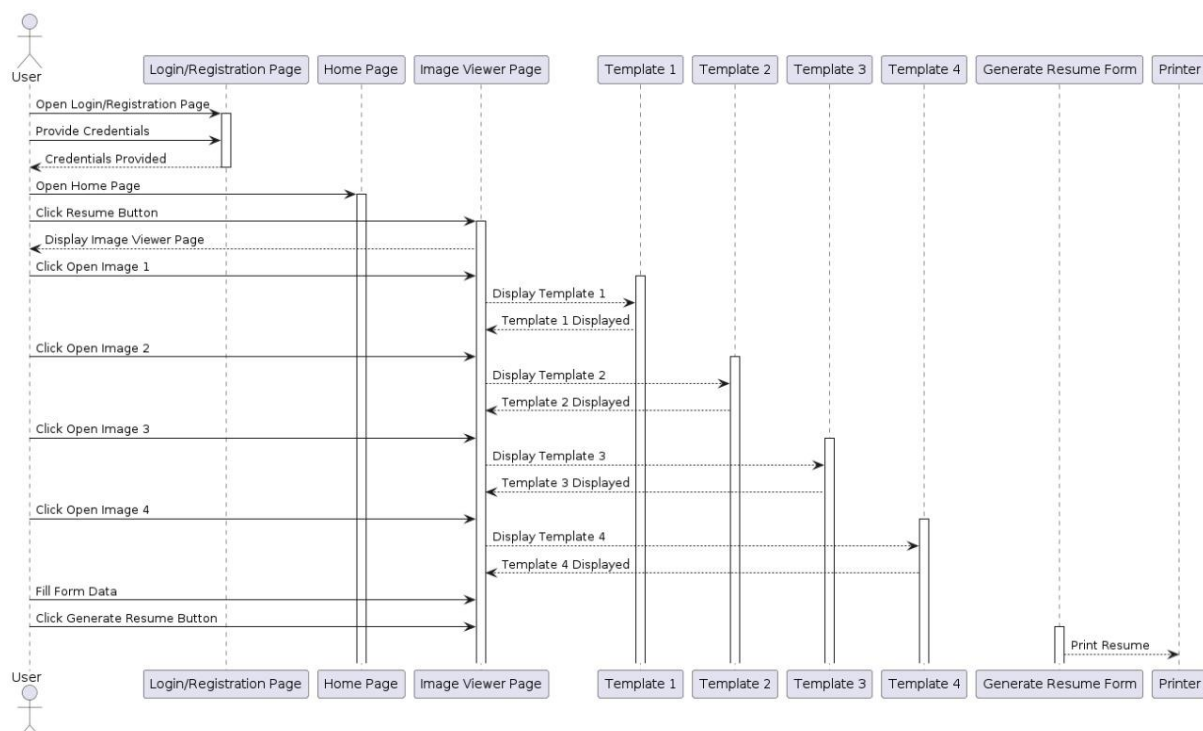 User
Login/Registration Page
Home Page
Image Viewer Page
Template 1
Template 2
Template 3
Template 4
Generate Resume Form
Printer
Open Login/Registration Page
Provide Credentials
Credentials Provided
Open Home Page
Click Resume Button
Display Image Viewer Page
Click Open Image 1
Display Template 1
Template 1 Displayed
Click Open Image 2
Display Template 2
Template 2 Displayed
Click Open Image 3
Display Template 3
Template 3 Displayed
Click Open Image 4
Display Template 4
Template 4 Displayed
Fill Form Data
Click Generate Resume Button
Print Resume
User
Login/Registration Page
Home Page
Image Viewer Page
Template 1
Template 2
Template 3
Template 4
Generate Resume Form
Printer